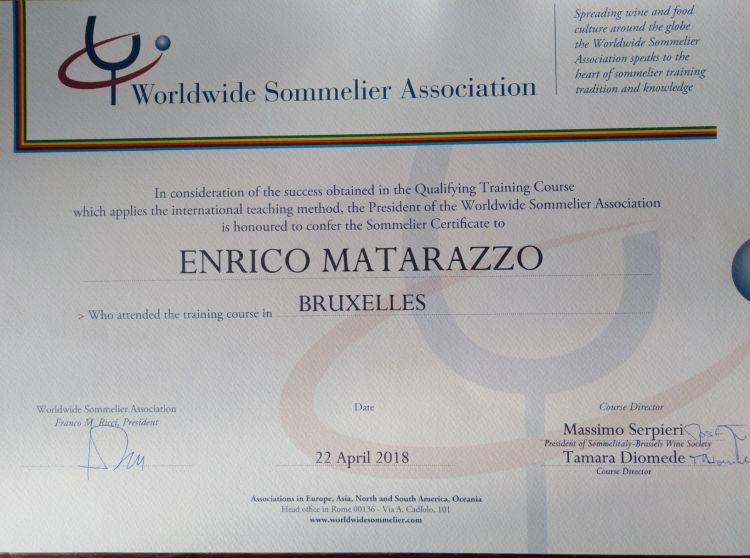 Spreading wine and food
culture around the globe
the Worldwide Sommelier
Association speaks to the
heart of sommelier training
tradition and knowledge
Worldwide Sommelier Association
In consideration of the success obtained in the Qualifying Training Course
which applies the international teaching method, the President of the Worldwide Sommelier Association
is honoured to confer the Sommelier Certificate to
ENRICO MATARAZZO
> Who attended the training course in BRUXELLES
Worldwide Sommelier Association
Franco M. Ricci, President
Date
22 April 2018
Course Director
Massimo Serpieri
President of Sommelitaly-Brussels Wine Society
Tamara Diomede
Course Director
Associations in Europe, Asia, North and South America, Oceania
Head office in Rome 00136 - Via A. Cadlolo, 101
www.worldwidesommelier.com